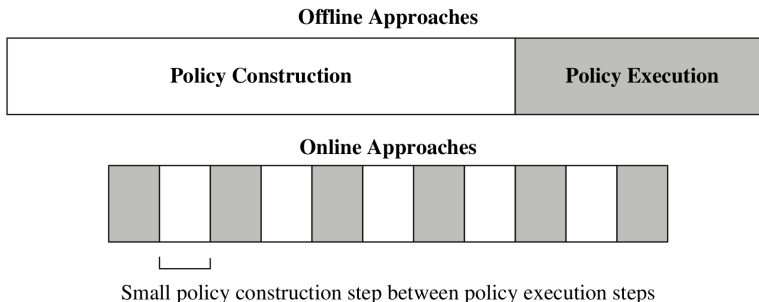 Offline Approaches
Policy Construction Policy Execution
Online Approaches
Small policy construction step between policy execution steps